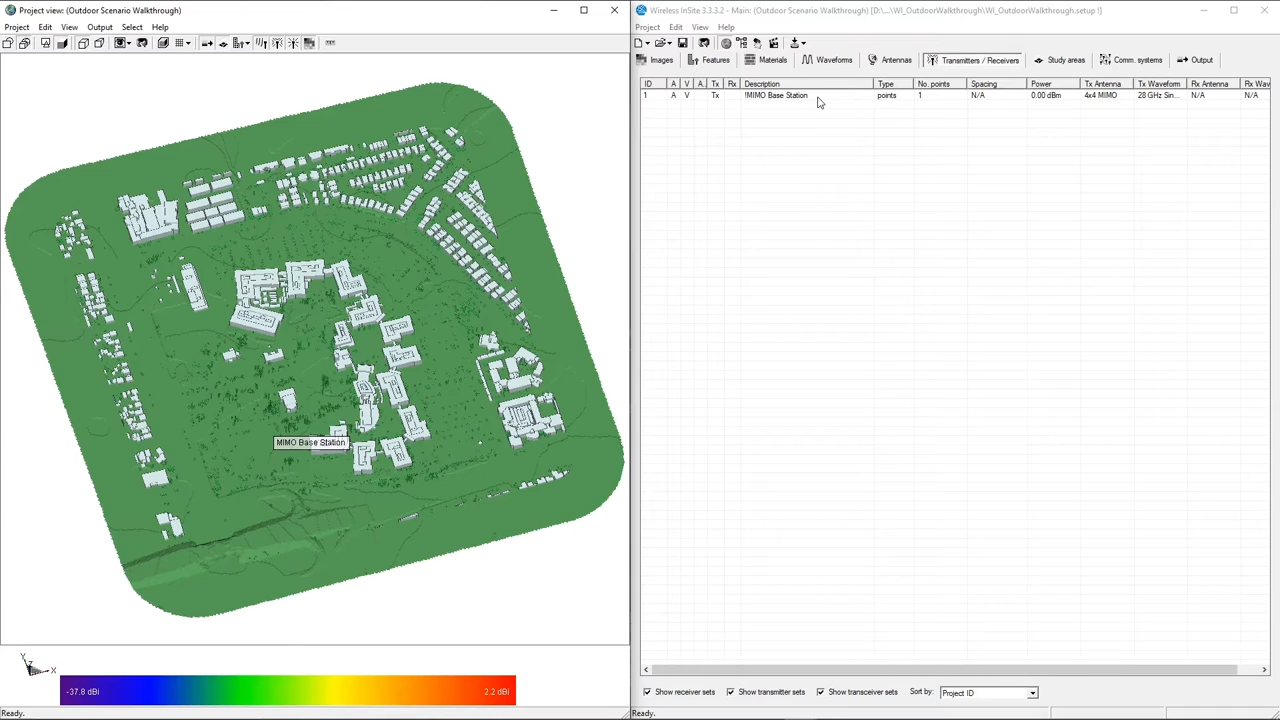 Project view: (Outdoor Scenario Walkthrough)
Project Edit View Output Select Help
MIMO Base Station
Y
Z
X
-37.8 dBi 2.2 dBi
Ready.
Wireless InSite 3.3.3.2 - Main: (Outdoor Scenario Walkthrough) [D:\...\WI_OutdoorWalkthrough\WI_OutdoorWalkthrough.setup !]
Project Edit View Help
Images Features Materials Waveforms Antennas Transmitters / Receivers Study areas Comm. systems Output
ID A V A. Tx Rx Description Type No. points Spacing Power Tx Antenna Tx Waveform Rx Antenna Rx Wav
1 A V Tx !MIMO Base Station points 1 N/A 0.00 dBm 4x4 MIMO 28 GHz Sin... N/A N/A
Show receiver sets Show transmitter sets Show transceiver sets Sort by: Project ID
Ready.